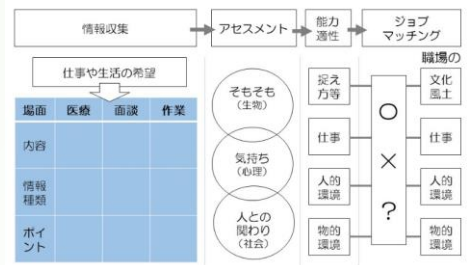 情報収集
アセスメント
能力
適性
ジョブ
マッチング
仕事や生活の希望
場面 医療 面談 作業
内容
情報
種類
ポイ
ント
そもそも
(生物)
気持ち
(心理)
人との
関わり
(社会)
職場の
捉え
方等
仕事
人的
環境
物的
環境
○
×
?
文化
風土
仕事
人的
環境
物的
環境